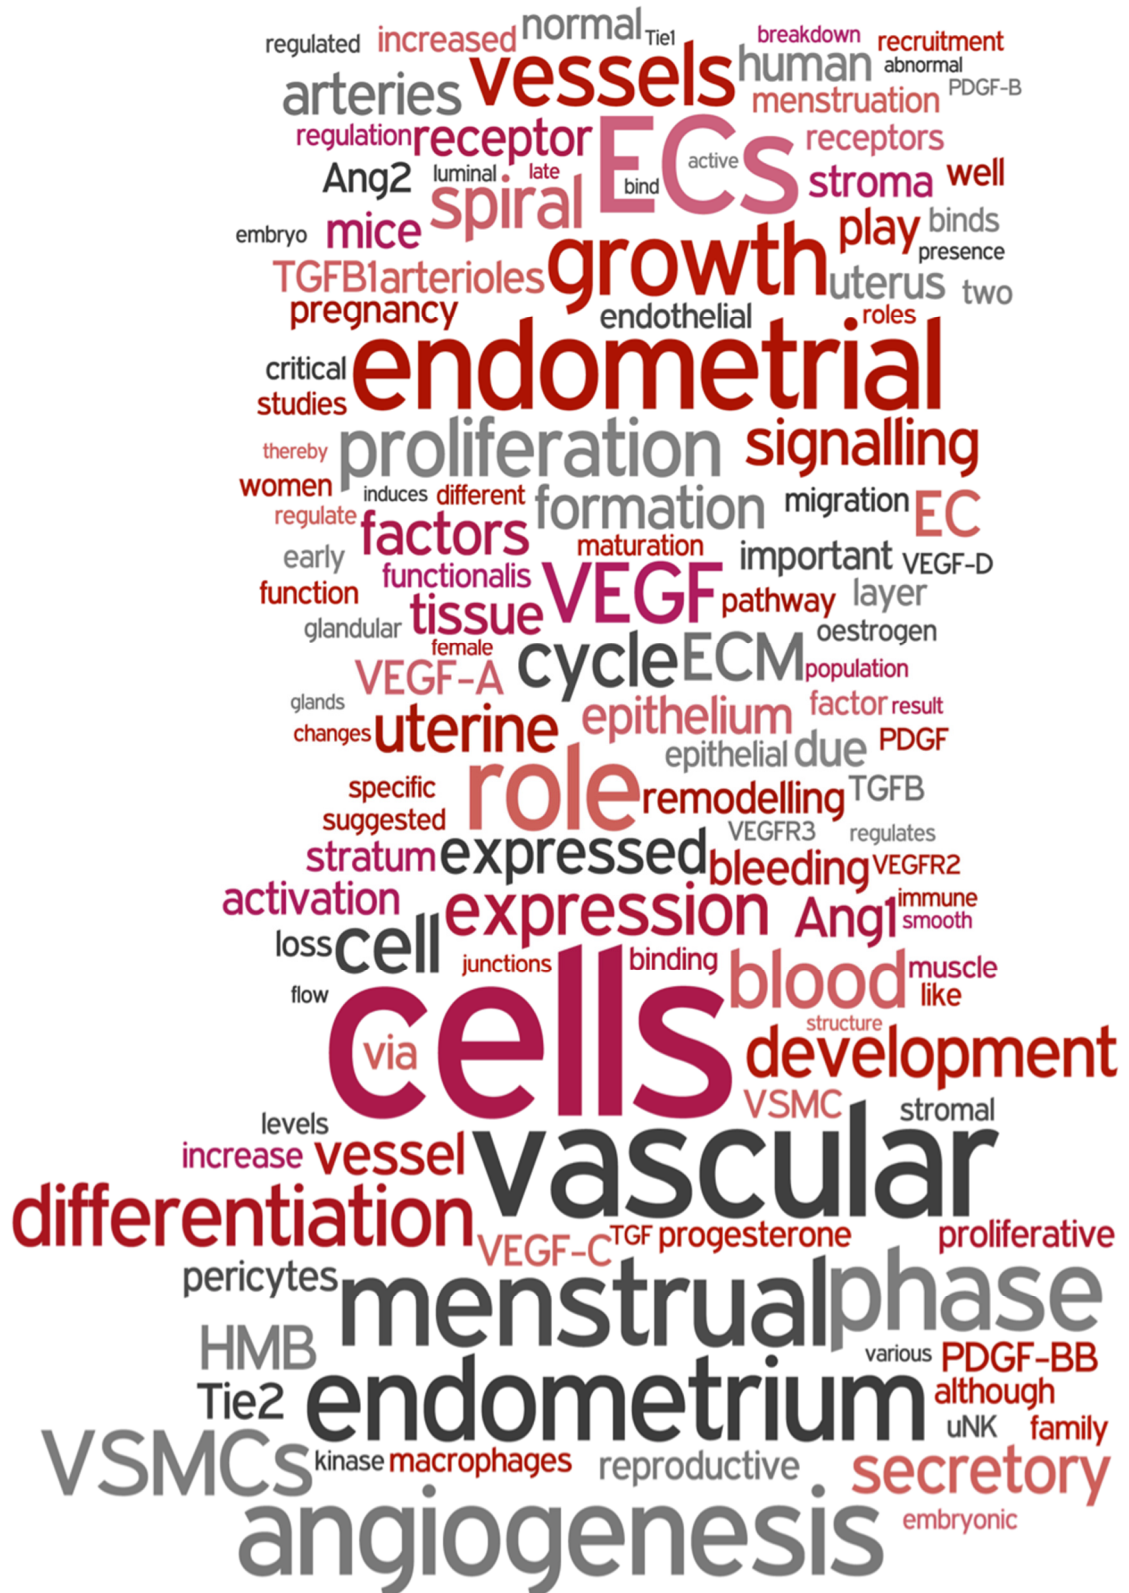 regulated increased normal Tie1 breakdown recruitment
arteries vessels human abnormal PDGF-B
menstruation
regulation receptor ECs active receptors
Ang2 luminal late bind stroma well
spiral
embryo mice play binds
presence
TGFB1 arterioles growth uterus two
pregnancy endothelial roles
critical endometrial
studies
thereby proliferation signalling
women induces different formation migration EC
regulate factors
early maturation important VEGF-D
functionalis VEGF
function tissue pathway layer
glandular oestrogen
female cycle ECM
VEGF-A population
glands epithelium factor result
changes uterine
epithelial due PDGF
specific role remodelling TGFB
suggested VEGFR3 regulates
stratum expressed bleeding VEGFR2
activation expression Ang1 immune
smooth
loss cell junctions binding blood muscle
flow like
cells via structure
development
VSMC stromal
levels
increase vessel vascular
differentiation
VEGF-C TGF progesterone proliferative
pericytes menstrual phase
HMB various PDGF-BB
Tie2 endometrium although
uNK family
VSMCs kinase macrophages reproductive secretory
angiogenesis embryonic